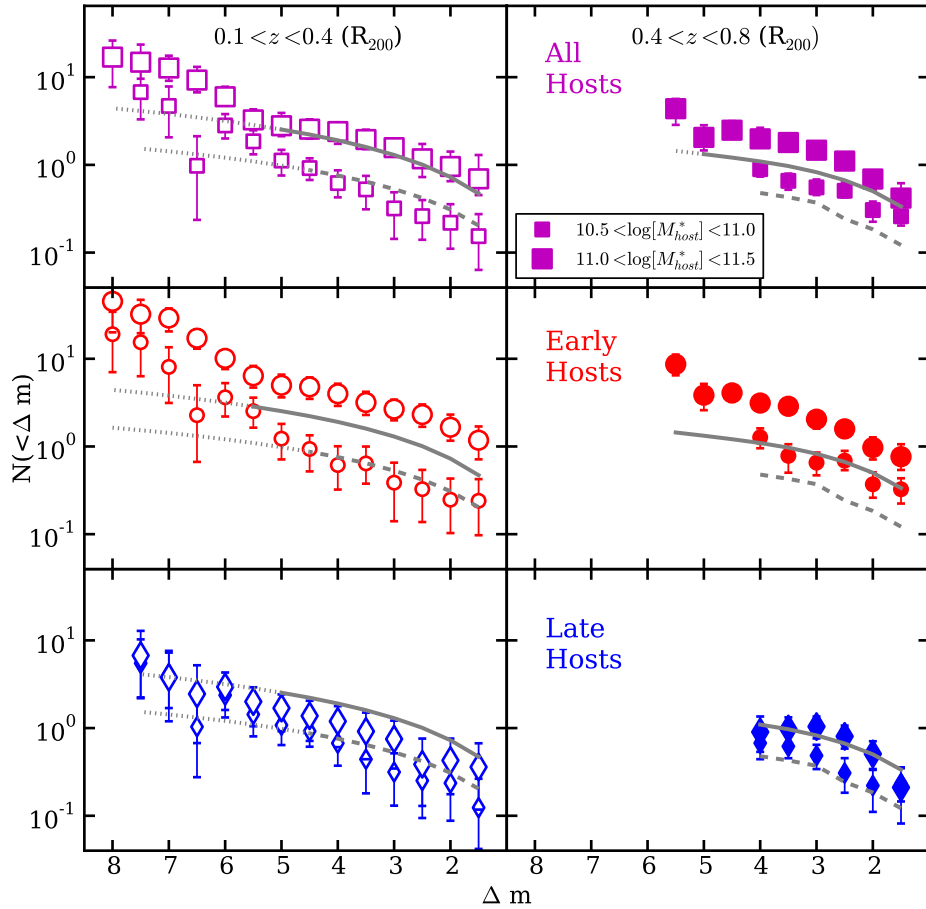 0.1 < z < 0.4 (R₂₀₀)
0.4 < z < 0.8 (R₂₀₀)
All
Hosts
10.5 < log[M*host] < 11.0
11.0 < log[M*host] < 11.5
10¹
10⁰
10⁻¹
Early
Hosts
10¹
10⁰
10⁻¹
N(< Δ m)
Late
Hosts
10¹
10⁰
10⁻¹
8 7 6 5 4 3 2
8 7 6 5 4 3 2
Δ m